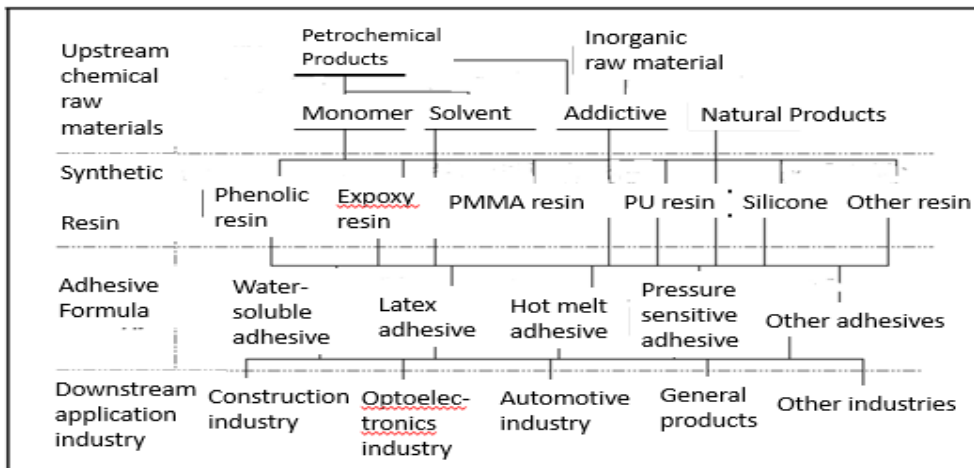 Upstream
chemical
raw
materials
Petrochemical
Products
Inorganic
raw material
Monomer
Solvent
Addictive
Natural Products
Synthetic
Resin
Phenolic
resin
Expoxy
resin
PMMA resin
PU resin
:
Silicone
Other resin
Adhesive
Formula
Water-
soluble
adhesive
Latex
adhesive
Hot melt
adhesive
Pressure
sensitive
adhesive
Other adhesives
Downstream
application
industry
Construction
industry
Optoelec-
tronics
industry
Automotive
industry
General
products
Other industries